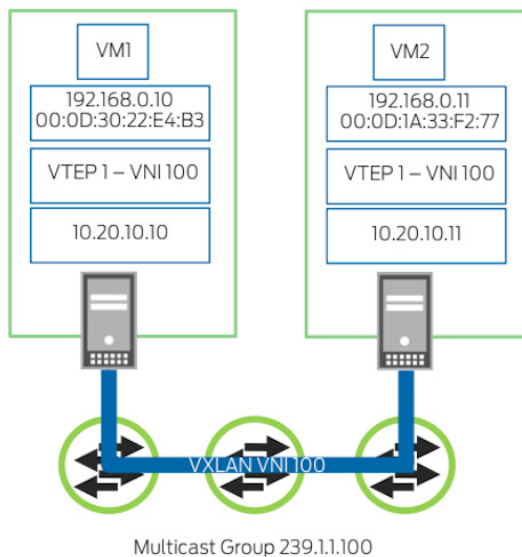 VM1
192.168.0.10
00:0D:30:22:E4:B3
VTEP 1 – VNI 100
10.20.10.10
VM2
192.168.0.11
00:0D:1A:33:F2:77
VTEP 1 – VNI 100
10.20.10.11
VXLAN VNI 100
Multicast Group 239.1.1.100